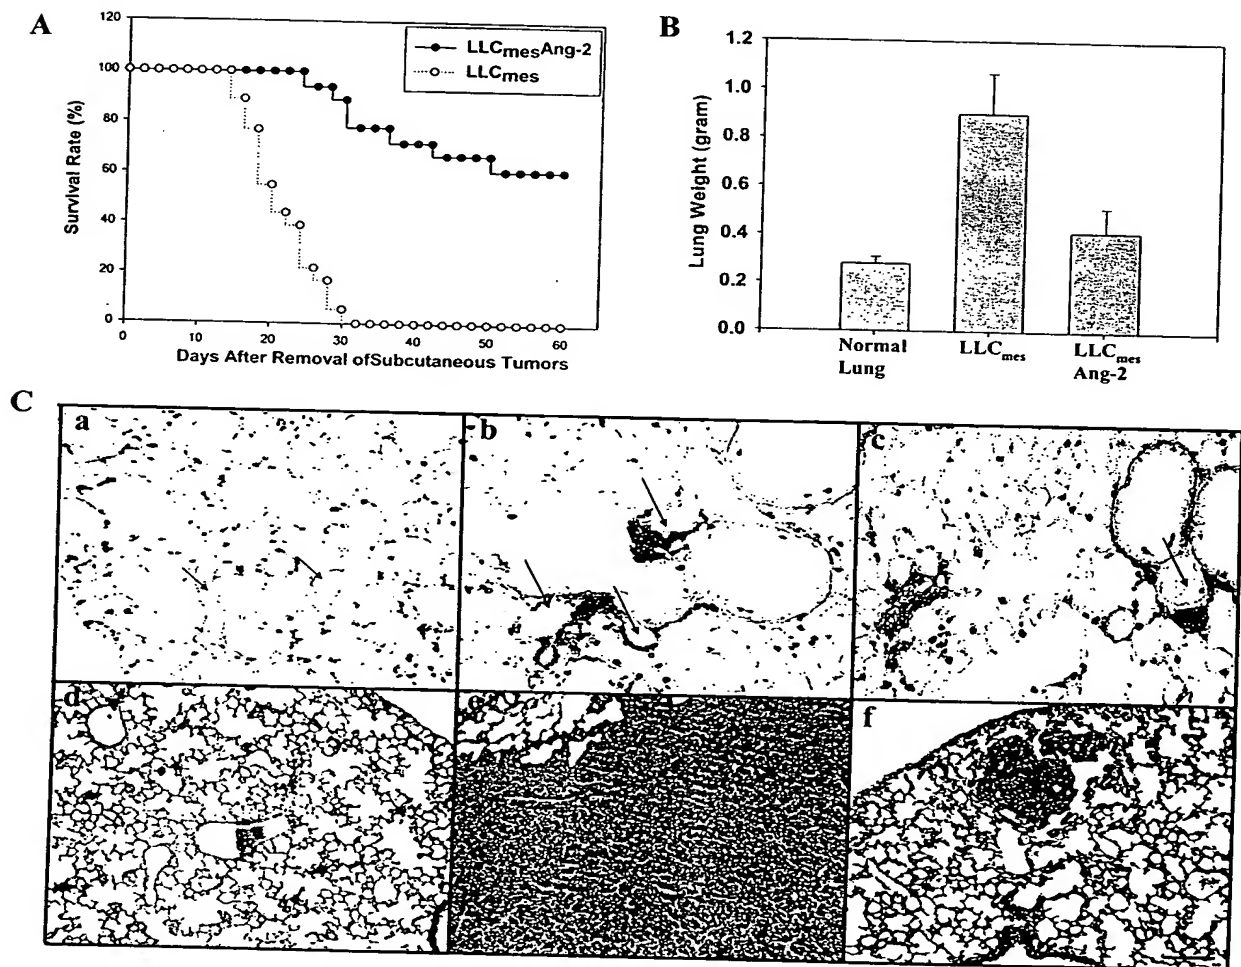 A
120
100
80
60
40
20
0
Survival Rate (%)
LLCmesAng-2
LLCmes
0 10 20 30 40 50 60
Days After Removal ofSubcutaneous Tumors
B
1.2
1.0
0.8
0.6
0.4
0.2
0.0
Lung Weight (gram)
Normal
Lung
LLCmes
LLCmes
Ang-2
C
a
b
c
d
e
f